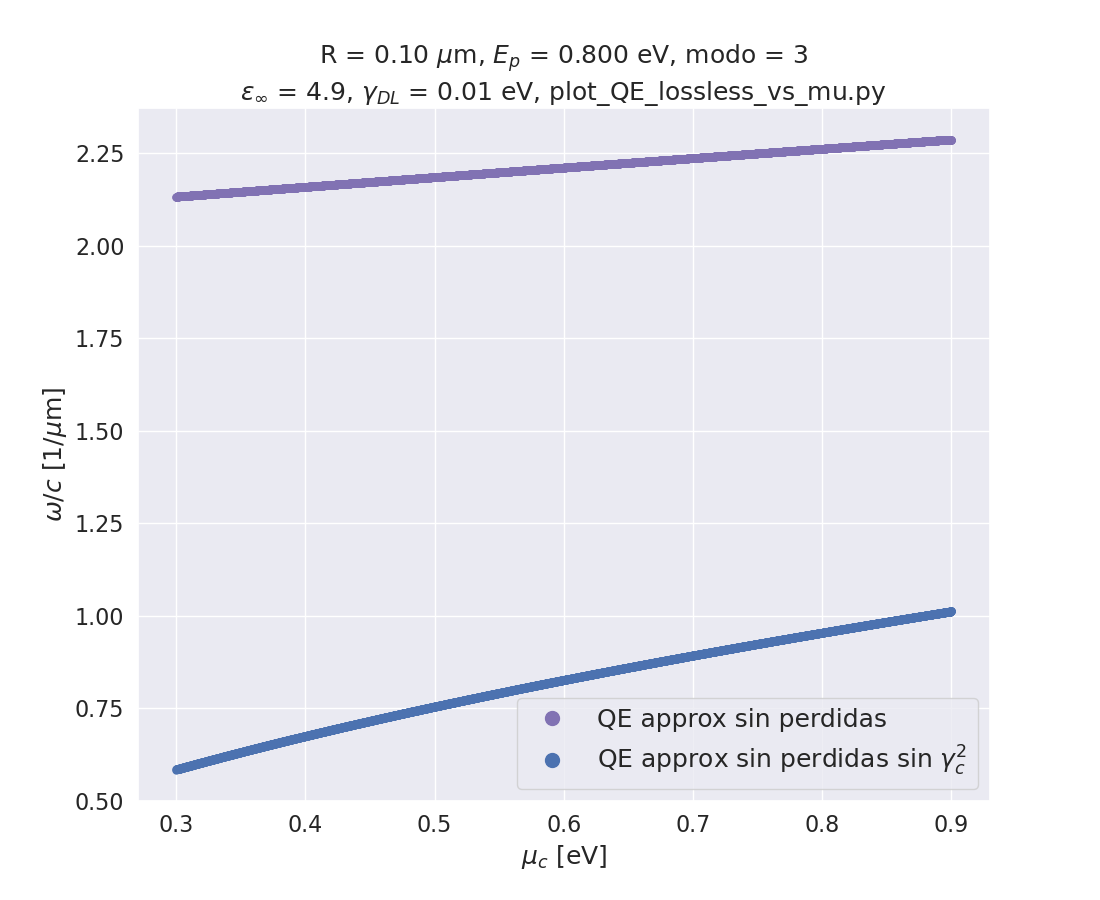 R = 0.10 μm, E_p = 0.800 eV, modo = 3
ε_∞ = 4.9, γ_DL = 0.01 eV, plot_QE_lossless_vs_mu.py
2.25
2.00
1.75
1.50
1.25
1.00
0.75
0.50
ω/c [1/μm]
QE approx sin perdidas
QE approx sin perdidas sin γ_c^2
0.3 0.4 0.5 0.6 0.7 0.8 0.9
μ_c [eV]